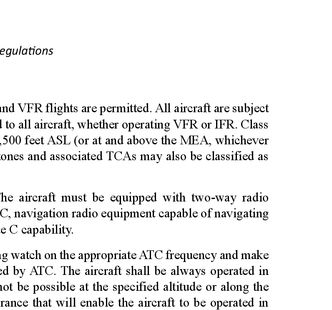 egulations
nd VFR flights are permitted. All aircraft are subject
to all aircraft, whether operating VFR or IFR. Class
,500 feet ASL (or at and above the MEA, whichever
ones and associated TCAs may also be classified as
he aircraft must be equipped with two-way radio
C, navigation radio equipment capable of navigating
e C capability.
g watch on the appropriate ATC frequency and make
ed by ATC. The aircraft shall be always operated in
ot be possible at the specified altitude or along the
rance that will enable the aircraft to be operated in